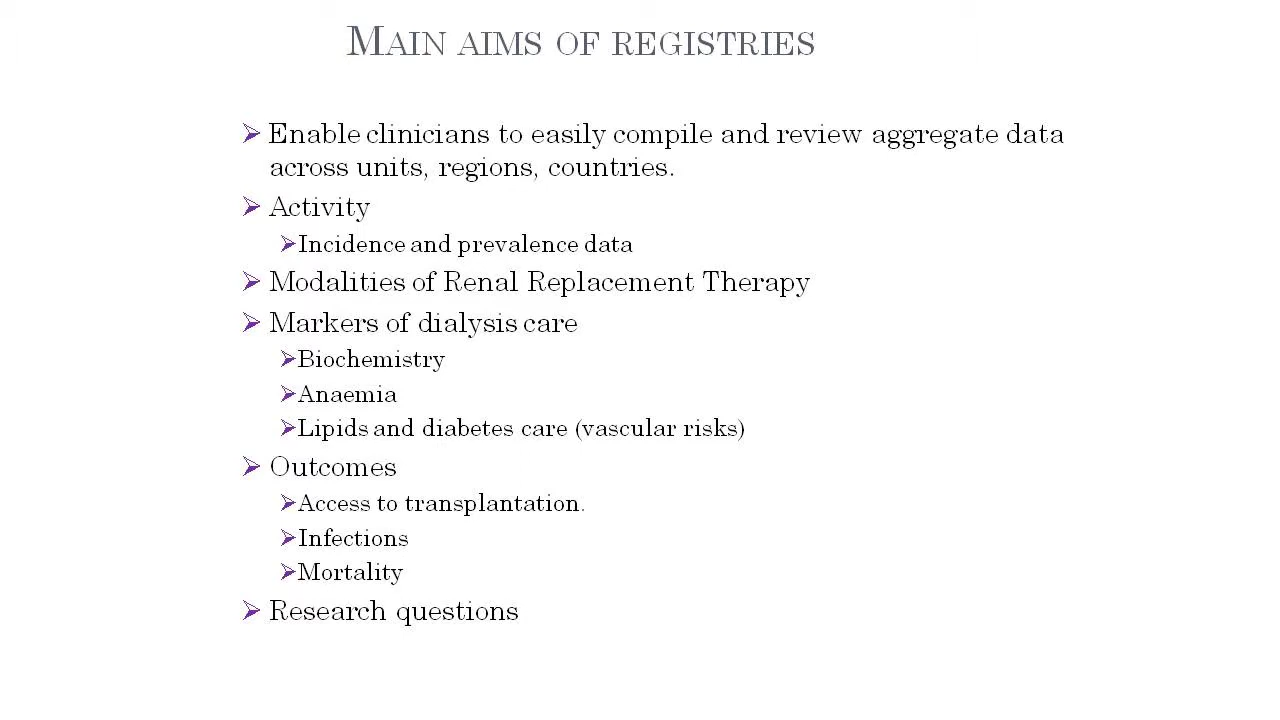 MAIN AIMS OF REGISTRIES
Enable clinicians to easily compile and review aggregate data
across units, regions, countries.
Activity
Incidence and prevalence data
Modalities of Renal Replacement Therapy
Markers of dialysis care
Biochemistry
Anaemia
Lipids and diabetes care (vascular risks)
Outcomes
Access to transplantation.
Infections
Mortality
Research questions